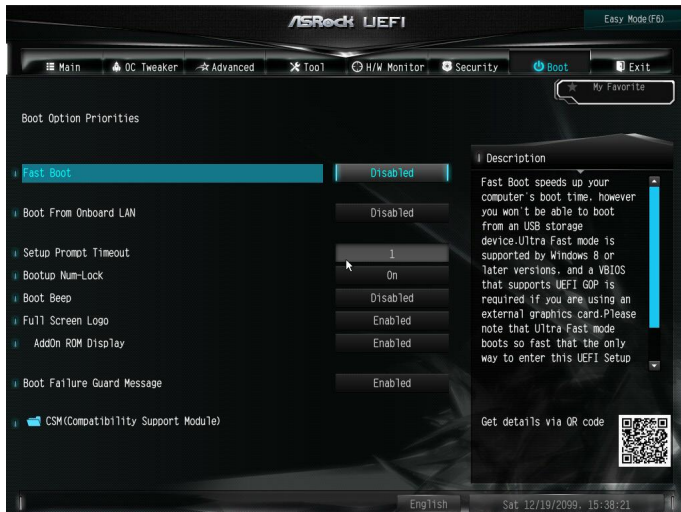 ASRock UEFI
Easy Mode(F6)
Main OC Tweaker Advanced Tool H/W Monitor Security Boot Exit
My Favorite
Boot Option Priorities
Description
Fast Boot Disabled
Fast Boot speeds up your
computer's boot time, however
you won't be able to boot
from an USB storage
device.Ultra Fast mode is
supported by Windows 8 or
later versions, and a VBIOS
that supports UEFI GOP is
required if you are using an
external graphics card.Please
note that Ultra Fast mode
boots so fast that the only
way to enter this UEFI Setup
Boot From Onboard LAN Disabled
Setup Prompt Timeout 1
Bootup Num-Lock On
Boot Beep Disabled
Full Screen Logo Enabled
AddOn ROM Display Enabled
Boot Failure Guard Message Enabled
CSM(Compatibility Support Module)
Get details via QR code
English
Sat 12/19/2099, 15:38:21